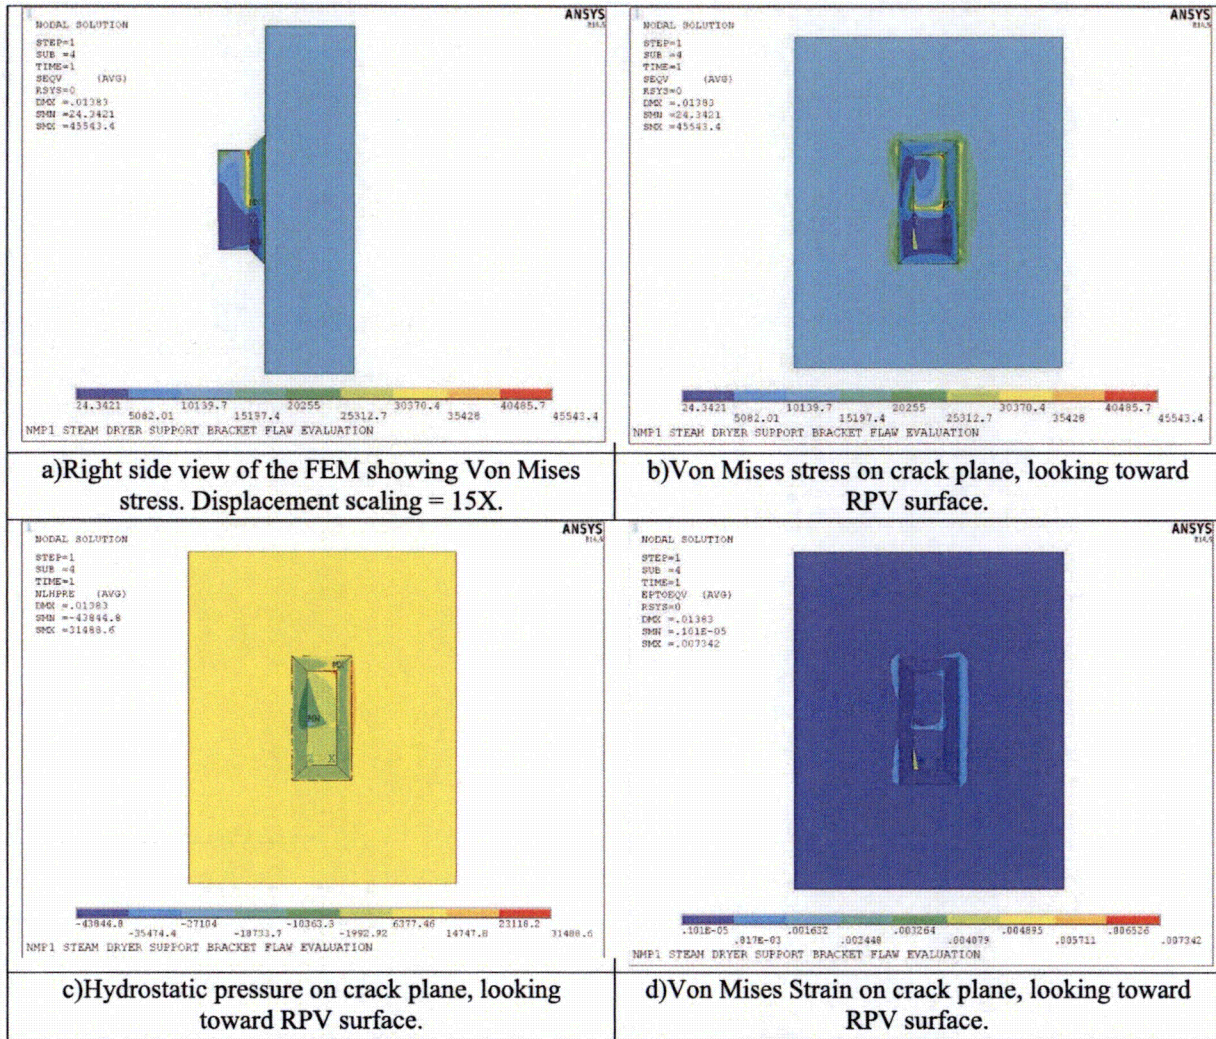 NODAL SOLUTION
ANSYS
STEP=1
SUB =4
TIME=1
SEQV (AVG)
RSYS=0
DMX =.01383
SMN =24.3421
SMX =45543.4
24.3421 10139.7 20255 30370.4 40485.7
5082.01 15197.4 25312.7 35428 45543.4
NMP1 STEAM DRYER SUPPORT BRACKET FLAW EVALUATION
a)Right side view of the FEM showing Von Mises
stress. Displacement scaling = 15X.
NODAL SOLUTION
ANSYS
STEP=1
SUB =4
TIME=1
SEQV (AVG)
RSYS=0
DMX =.01383
SMN =24.3421
SMX =45543.4
24.3421 10139.7 20255 30370.4 40485.7
5082.01 15197.4 25312.7 35428 45543.4
NMP1 STEAM DRYER SUPPORT BRACKET FLAW EVALUATION
b)Von Mises stress on crack plane, looking toward
RPV surface.
NODAL SOLUTION
ANSYS
STEP=1
SUB =4
TIME=1
NLHPRE (AVG)
DMX =.01383
SMN =-43844.8
SMX =31488.6
MX
MN
Z X
-43844.8 -27104 -10363.3 6377.46 23118.2
-35474.4 -18733.7 -1992.92 14747.8 31488.6
NMP1 STEAM DRYER SUPPORT BRACKET FLAW EVALUATION
c)Hydrostatic pressure on crack plane, looking
toward RPV surface.
NODAL SOLUTION
ANSYS
STEP=1
SUB =4
TIME=1
EPTOEQV (AVG)
RSYS=0
DMX =.01383
SMN =.101E-05
SMX =.007342
.101E-05 .001632 .003264 .004895 .006526
.817E-03 .002448 .004079 .005711 .007342
NMP1 STEAM DRYER SUPPORT BRACKET FLAW EVALUATION
d)Von Mises Strain on crack plane, looking toward
RPV surface.